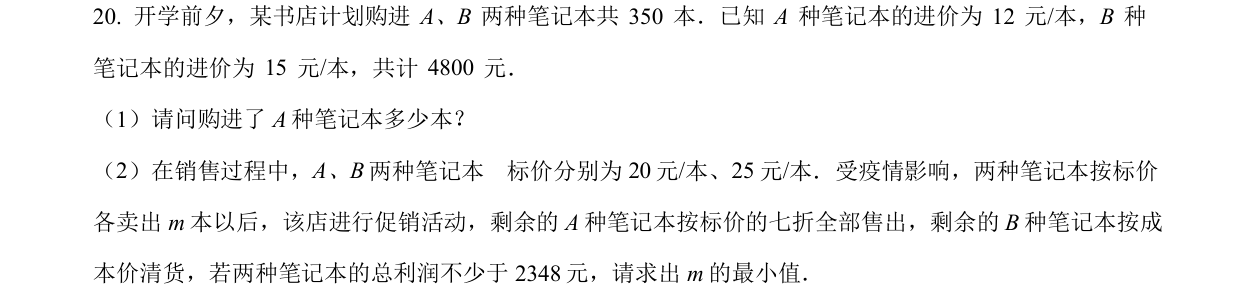 20. 开学前夕，某书店计划购进 A、B 两种笔记本共 350 本．已知 A 种笔记本的进价为 12 元/本，B 种
笔记本的进价为 15 元/本，共计 4800 元．
（1）请问购进了 A 种笔记本多少本？
（2）在销售过程中，A、B 两种笔记本 标价分别为 20 元/本、25 元/本．受疫情影响，两种笔记本按标价
各卖出 m 本以后，该店进行促销活动，剩余的 A 种笔记本按标价的七折全部售出，剩余的 B 种笔记本按成
本价清货，若两种笔记本的总利润不少于 2348 元，请求出 m 的最小值．